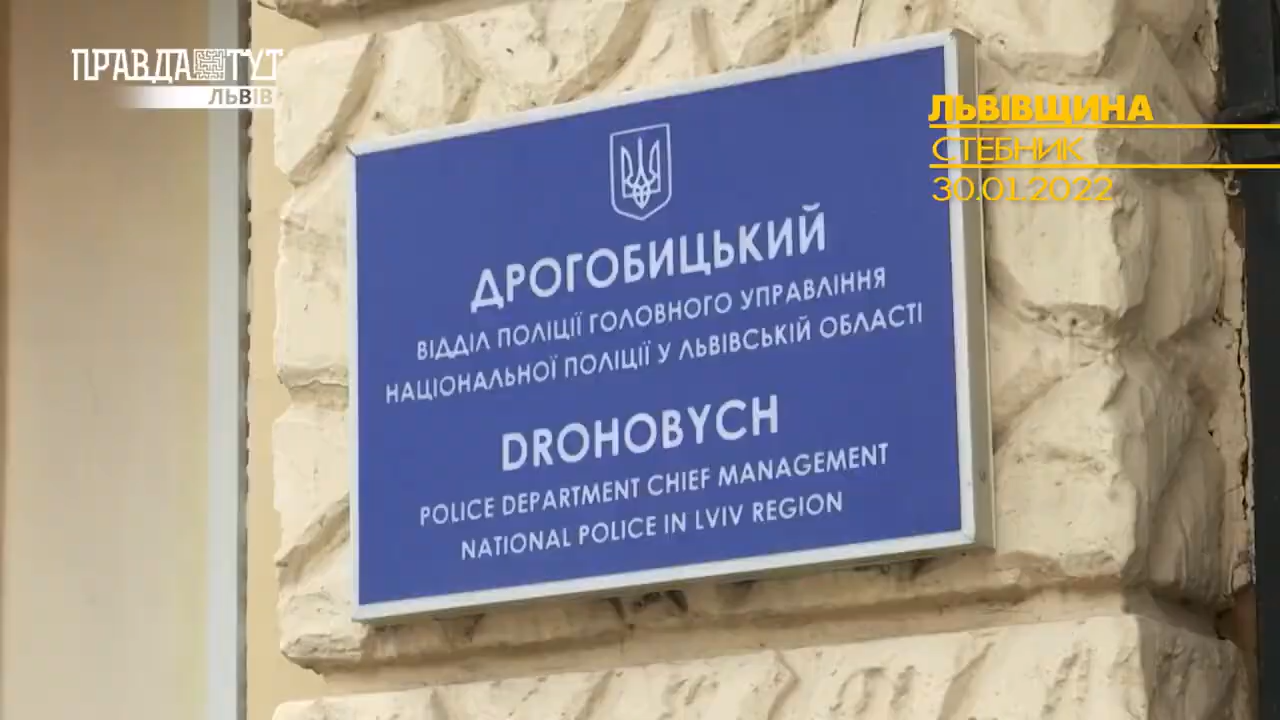 ПРАВДА ТУТ
ЛЬВІВ
ЛЬВІВЩИНА
СТЕБНИК
30.01.2022
ДРОГОБИЦЬКИЙ
ВІДДІЛ ПОЛІЦІЇ ГОЛОВНОГО УПРАВЛІННЯ
НАЦІОНАЛЬНОЇ ПОЛІЦІЇ У ЛЬВІВСЬКІЙ ОБЛАСТІ
DROHOBYCH
POLICE DEPARTMENT CHIEF MANAGEMENT
NATIONAL POLICE IN LVIV REGION